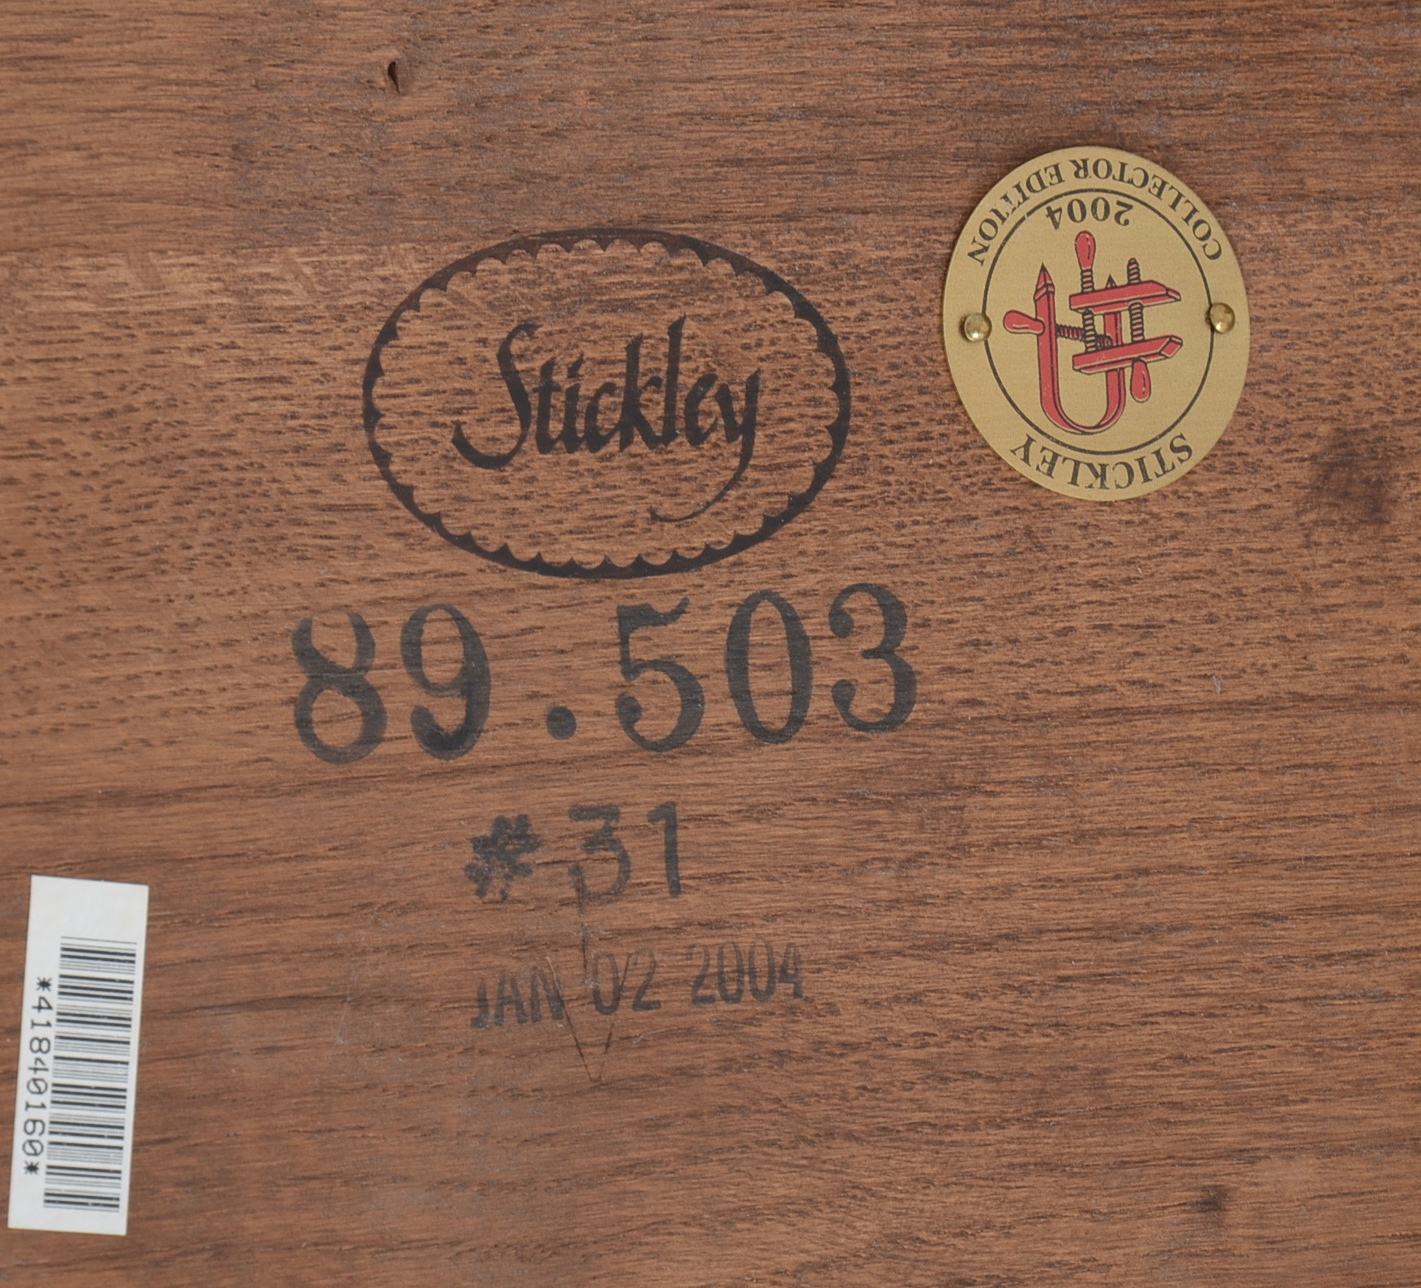 Stickley
STICKLEY
2004
COLLECTOR EDITION
89.503
#31
JAN 02 2004
*41840160*